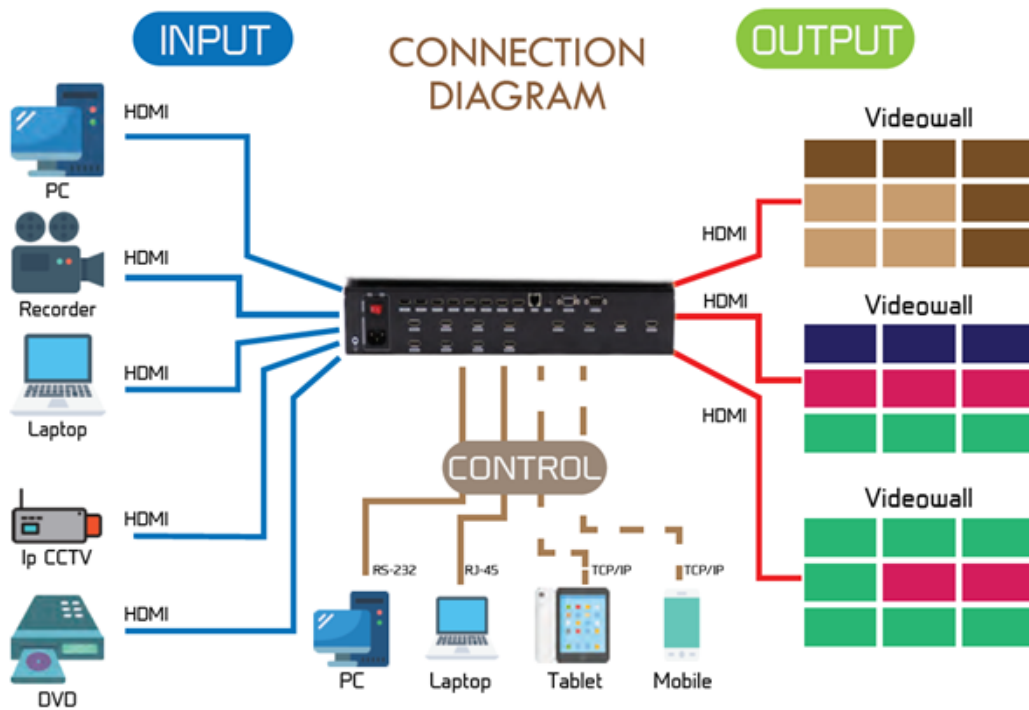 INPUT
CONNECTION
DIAGRAM
OUTPUT
HDMI
PC
HDMI
Recorder
HDMI
Laptop
HDMI
Ip CCTV
HDMI
DVD
CONTROL
RS-232
RJ-45
TCP/IP
TCP/IP
PC
Laptop
Tablet
Mobile
HDMI
HDMI
HDMI
Videowall
Videowall
Videowall